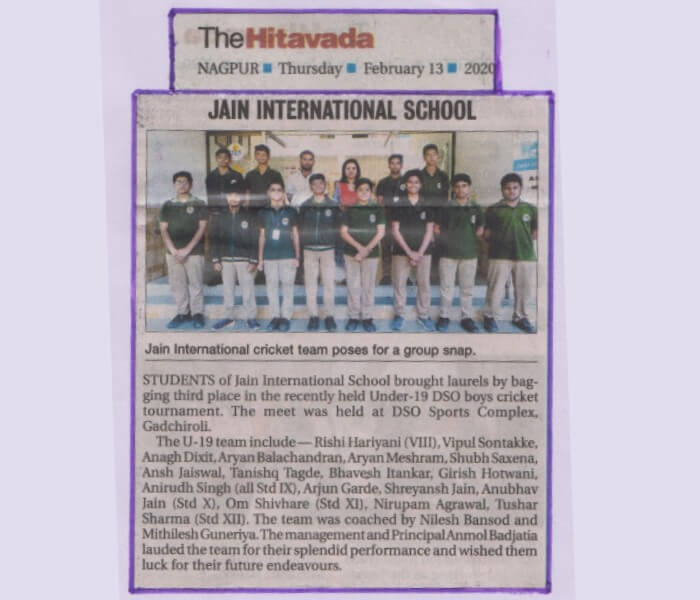 The Hitavada
NAGPUR ■ Thursday ■ February 13 ■ 2020
JAIN INTERNATIONAL SCHOOL
Jain International cricket team poses for a group snap.
STUDENTS of Jain International School brought laurels by bag-
ging third place in the recently held Under-19 DSO boys cricket
tournament. The meet was held at DSO Sports Complex,
Gadchiroli.
The U-19 team include — Rishi Hariyani (VIII), Vipul Sontakke,
Anagh Dixit, Aryan Balachandran, Aryan Meshram, Shubh Saxena,
Ansh Jaiswal, Tanishq Tagde, Bhavesh Itankar, Girish Hotwani,
Anirudh Singh (all Std IX), Arjun Garde, Shreyansh Jain, Anubhav
Jain (Std X), Om Shivhare (Std XI), Nirupam Agrawal, Tushar
Sharma (Std XII). The team was coached by Nilesh Bansod and
Mithilesh Guneriya. The management and Principal Anmol Badjatia
lauded the team for their splendid performance and wished them
luck for their future endeavours.